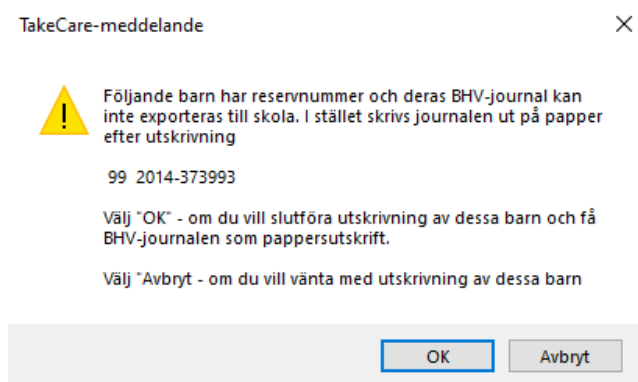 TakeCare-meddelande
Följande barn har reservnummer och deras BHV-journal kan
inte exporteras till skola. I stället skrivs journalen ut på papper
efter utskrivning
99 2014-373993
Välj "OK" - om du vill slutföra utskrivning av dessa barn och få
BHV-journalen som pappersutskrift.
Välj "Avbryt - om du vill vänta med utskrivning av dessa barn
OK
Avbryt